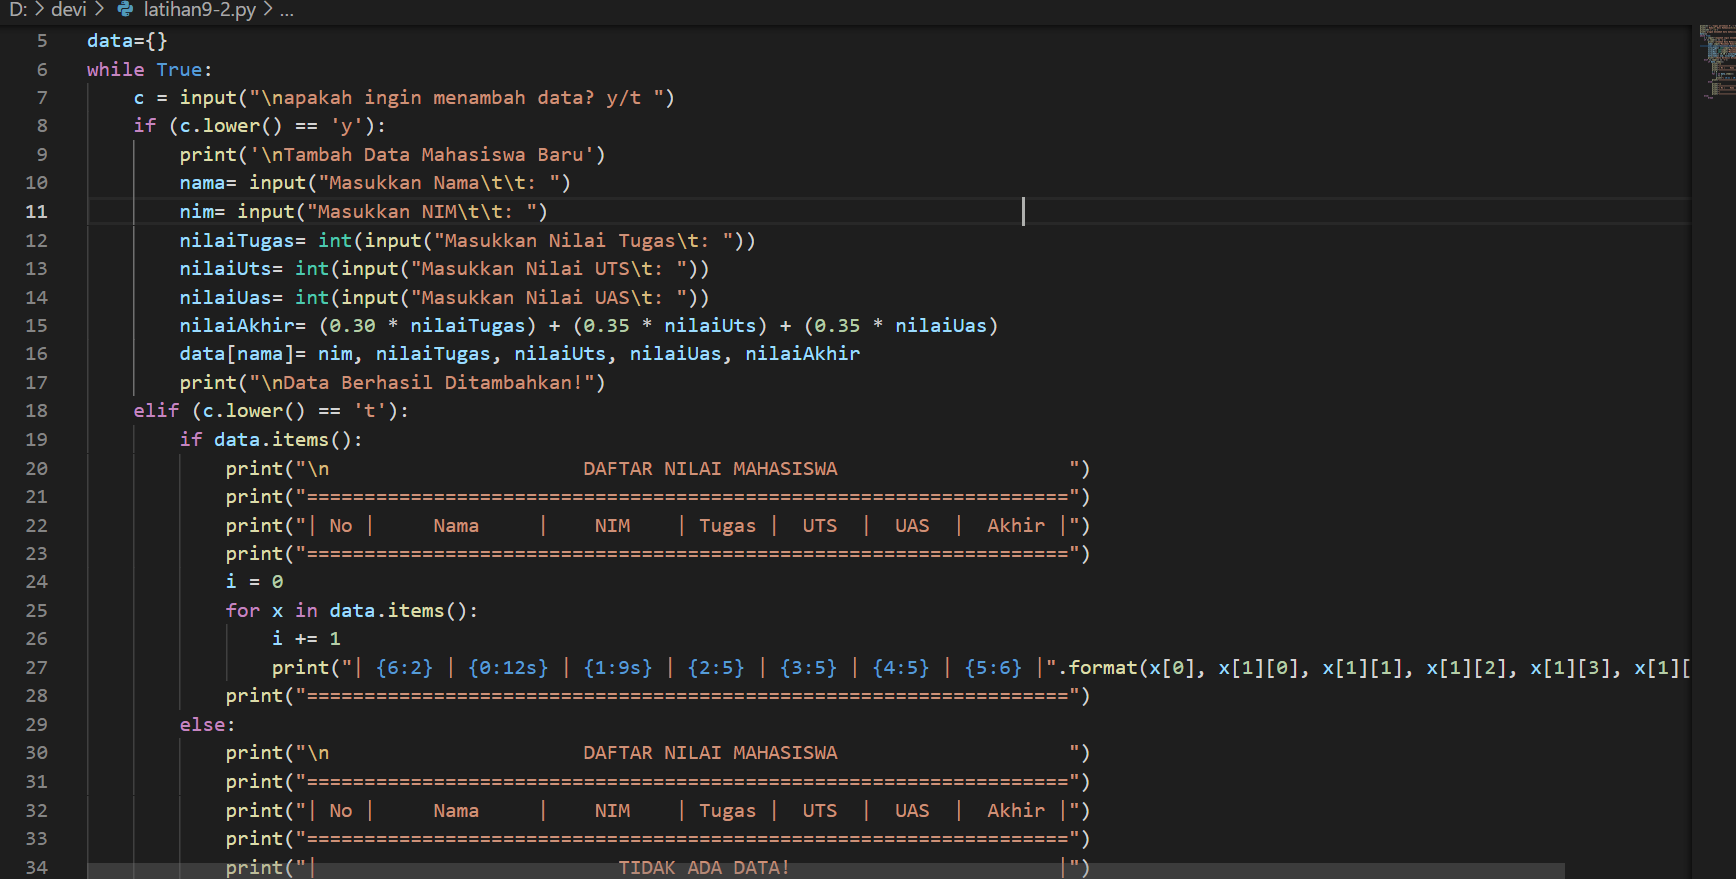 D: > devi > latihan9-2.py > ...
5 data={}
6 while True:
7     c = input("\napakah ingin menambah data? y/t ")
8     if (c.lower() == 'y'):
9         print('\nTambah Data Mahasiswa Baru')
10         nama= input("Masukkan Nama\t\t: ")
11         nim= input("Masukkan NIM\t\t: ")
12         nilaiTugas= int(input("Masukkan Nilai Tugas\t: "))
13         nilaiUts= int(input("Masukkan Nilai UTS\t: "))
14         nilaiUas= int(input("Masukkan Nilai UAS\t: "))
15         nilaiAkhir= (0.30 * nilaiTugas) + (0.35 * nilaiUts) + (0.35 * nilaiUas)
16         data[nama]= nim, nilaiTugas, nilaiUts, nilaiUas, nilaiAkhir
17         print("\nData Berhasil Ditambahkan!")
18     elif (c.lower() == 't'):
19         if data.items():
20             print("\n                      DAFTAR NILAI MAHASISWA                    ")
21             print("==================================================================")
22             print("| No |     Nama     |    NIM    | Tugas |  UTS  |  UAS  |  Akhir |")
23             print("==================================================================")
24             i = 0
25             for x in data.items():
26                 i += 1
27                 print("| {6:2} | {0:12s} | {1:9s} | {2:5} | {3:5} | {4:5} | {5:6} |".format(x[0], x[1][0], x[1][1], x[1][2], x[1][3], x[1][
28             print("==================================================================")
29         else:
30             print("\n                      DAFTAR NILAI MAHASISWA                    ")
31             print("==================================================================")
32             print("| No |     Nama     |    NIM    | Tugas |  UTS  |  UAS  |  Akhir |")
33             print("==================================================================")
34             print("|                          TIDAK ADA DATA!                       |")